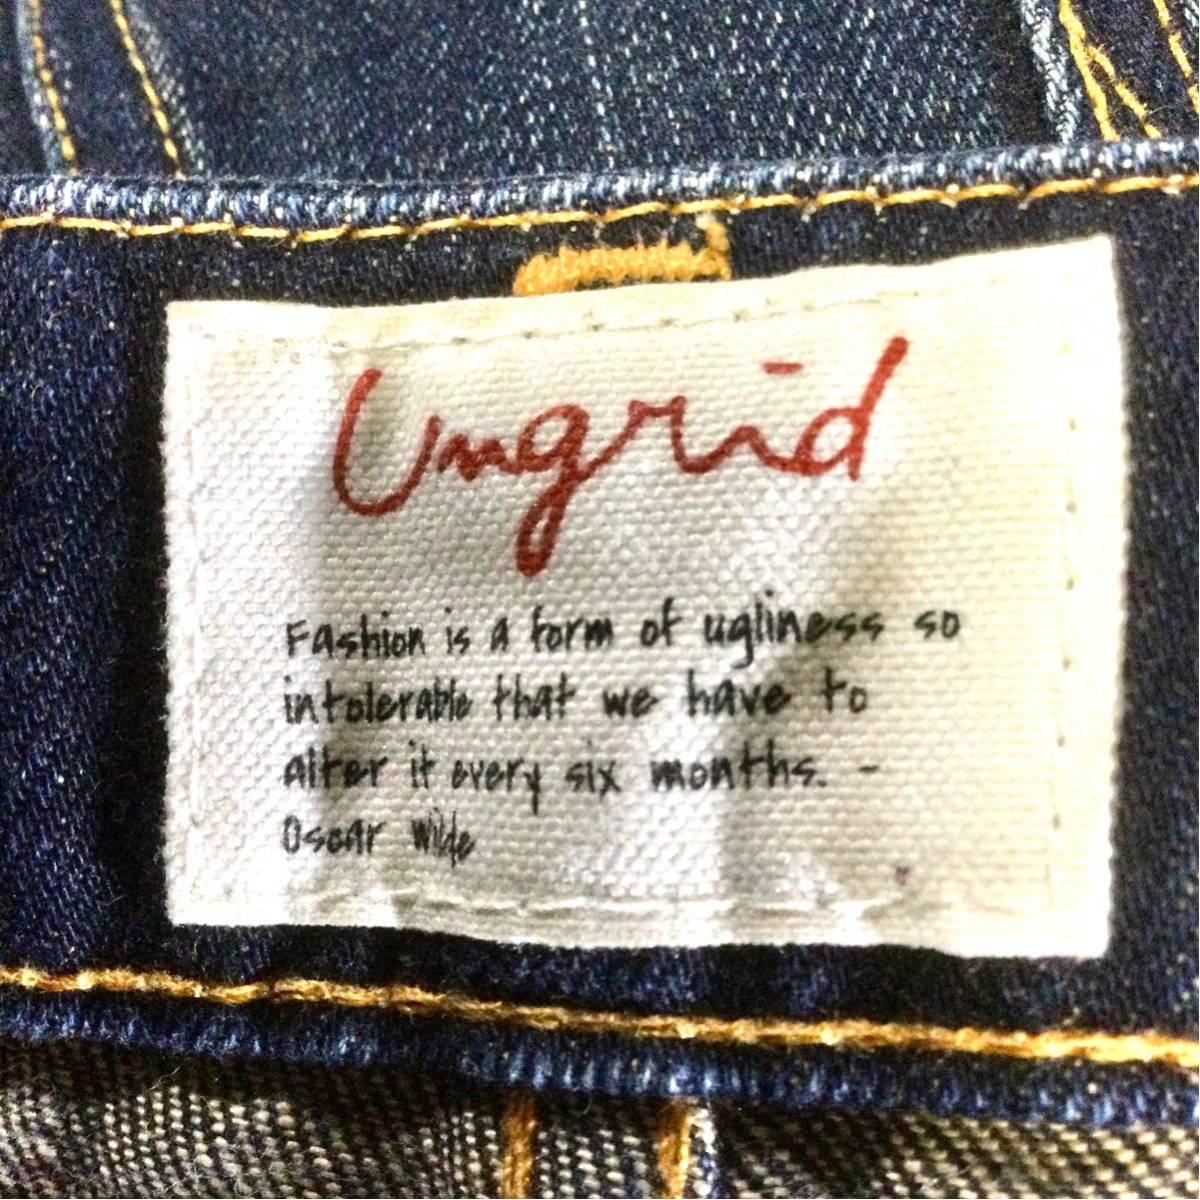 Ungrid
Fashion is a form of ugliness so
intolerable that we have to
alter it every six months. -
Oscar Wilde